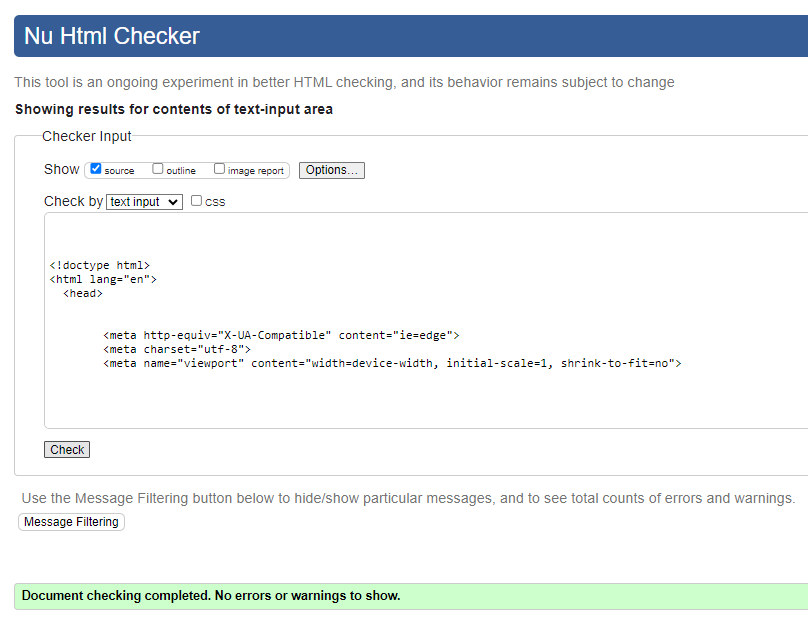 Nu Html Checker
This tool is an ongoing experiment in better HTML checking, and its behavior remains subject to change
Showing results for contents of text-input area
Checker Input
Show source outline image report Options...
Check by text input css
<!doctype html>
<html lang="en">
<head>
<meta http-equiv="X-UA-Compatible" content="ie=edge">
<meta charset="utf-8">
<meta name="viewport" content="width=device-width, initial-scale=1, shrink-to-fit=no">
Check
Use the Message Filtering button below to hide/show particular messages, and to see total counts of errors and warnings.
Message Filtering
Document checking completed. No errors or warnings to show.